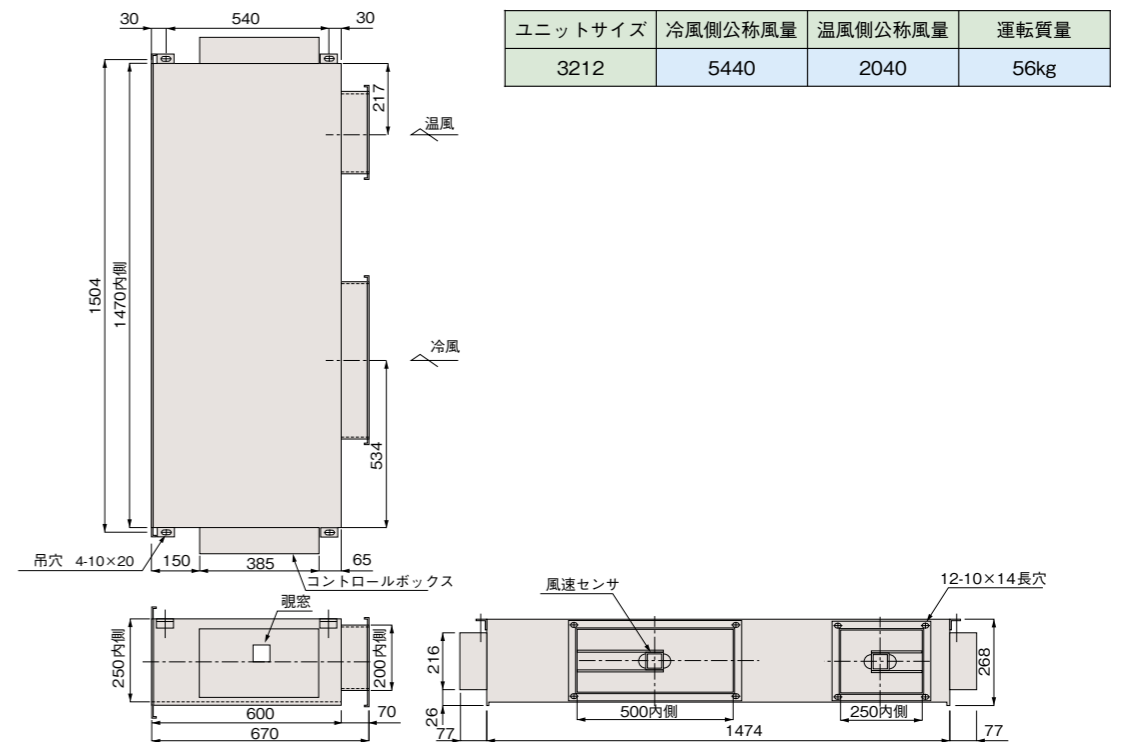 30 540 30
ユニットサイズ 冷風側公称風量 温風側公称風量 運転質量
3212 5440 2040 56kg
217
温風
1504
1470内側
冷風
534
吊穴 4-10×20
150 385 65
コントロールボックス
覗窓
風速センサ
12-10×14長穴
250内側
200内側
216
268
600 70
670
26
77
500内側
250内側
1474
77